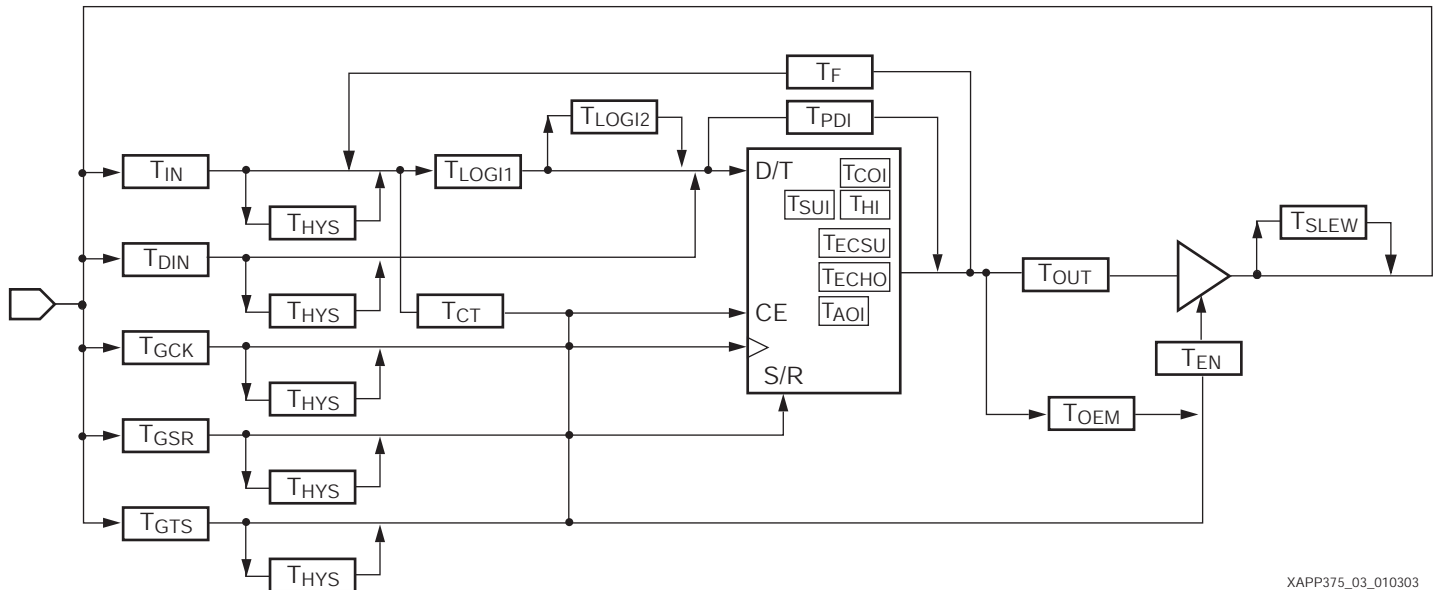 TF
TLOGI2
TPDI
TIN
TLOGI1
D/T
TCOI
TSUI
THI
THYS
TECSU
TSLEW
TDIN
TECHO
TOUT
THYS
TCT
CE
TAOI
TGCK
TEN
S/R
THYS
TOEM
TGSR
THYS
TGTS
THYS
XAPP375_03_010303